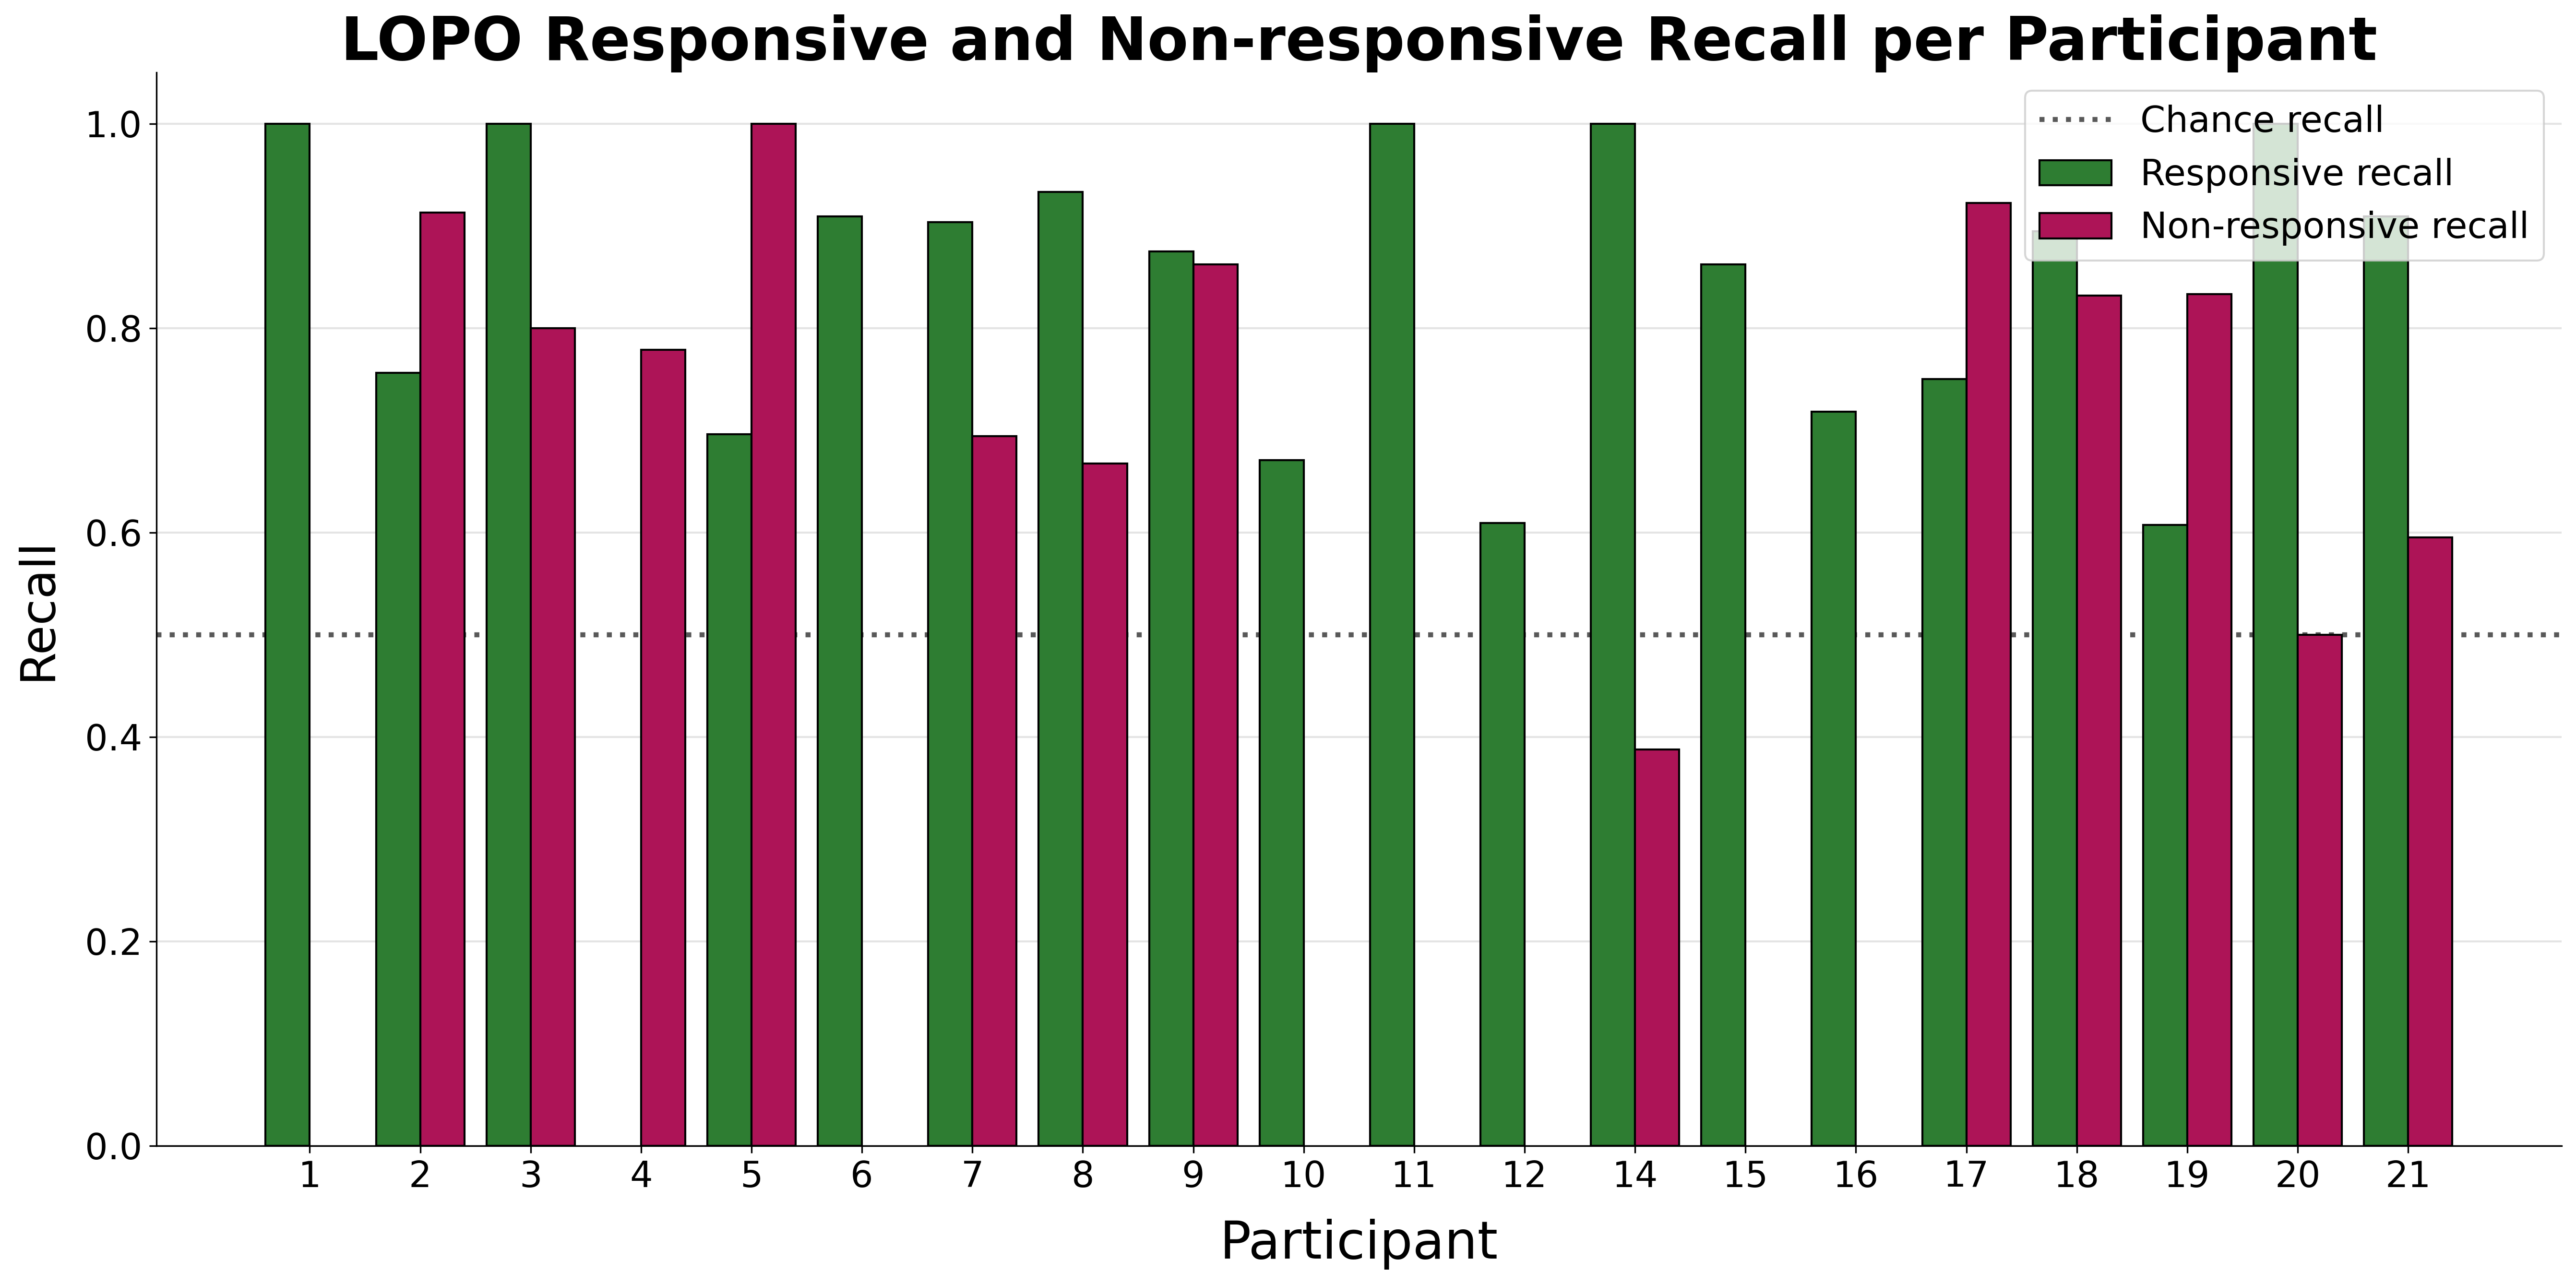 LOPO Responsive and Non-responsive Recall per Participant
Chance recall
Responsive recall
Non-responsive recall
Recall
1.0
0.8
0.6
0.4
0.2
0.0
1 2 3 4 5 6 7 8 9 10 11 12 14 15 16 17 18 19 20 21
Participant